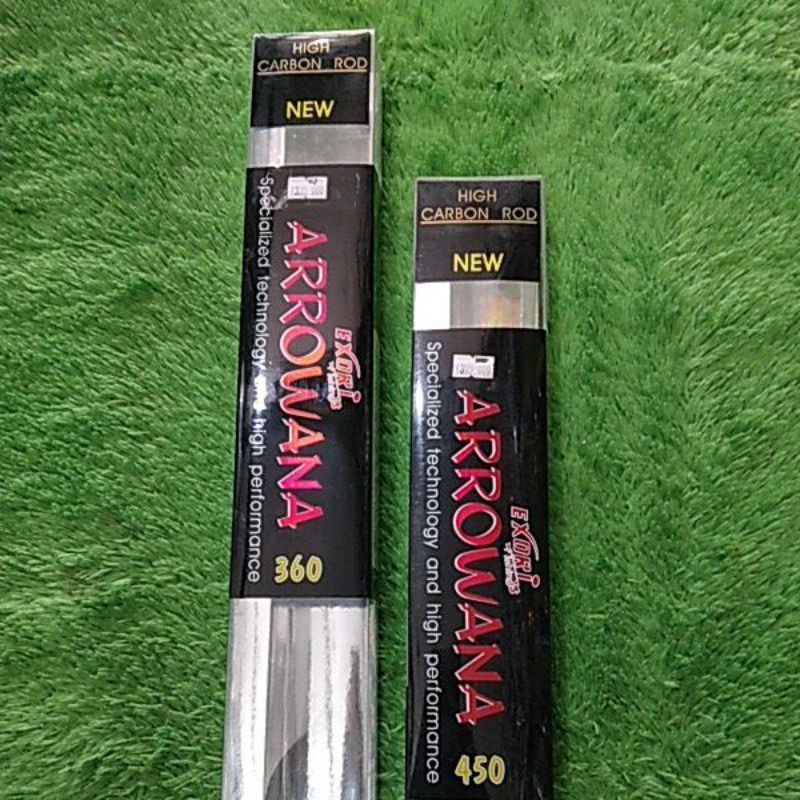 HIGH
CARBON ROD
NEW
Specialized technology and high performance
ARROWANA
EXORI
360
HIGH
CARBON ROD
NEW
Specialized technology and high performance
ARROWANA
EXORI
450